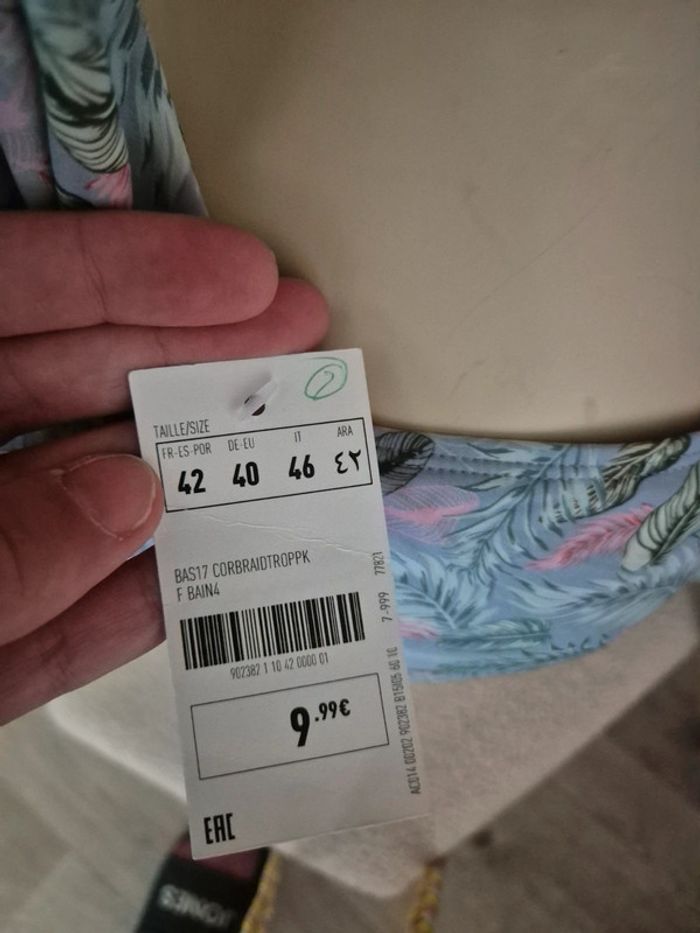 TAILLE/SIZE
FR-ES-POR DE-EU IT ARA
42 40 46 ٤٢
BAS17 CORBRAIDTROPPK
F BAIN4
902382 1 10 42 0000 01
9.99€
EAC
7-999 77821